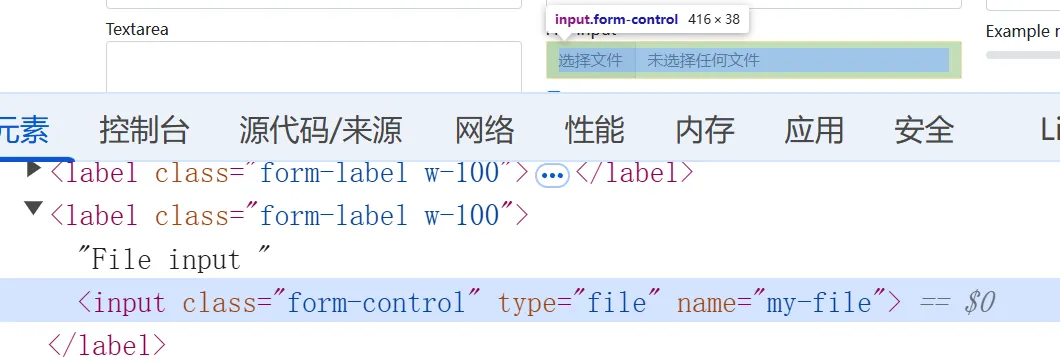 input.form-control 416 × 38
Textarea
Example
选择文件 未选择任何文件
元素 控制台 源代码/来源 网络 性能 内存 应用 安全
<label class="form-label w-100">•••</label>
<label class="form-label w-100">
"File input "
<input class="form-control" type="file" name="my-file"> == $0
</label>